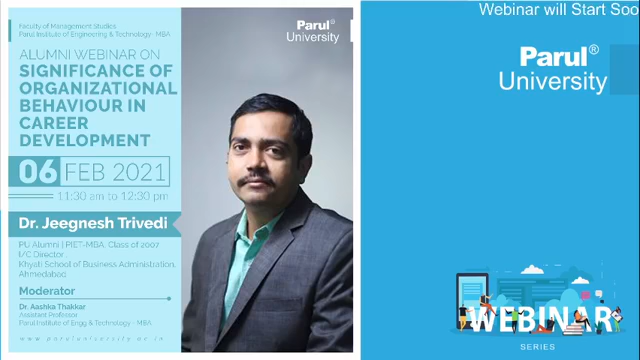 Faculty of Management Studies
Parul Institute of Engineering & Technology - MBA
ALUMNI WEBINAR ON
SIGNIFICANCE OF
ORGANIZATIONAL
BEHAVIOUR IN
CAREER
DEVELOPMENT
06 FEB 2021
11:30 am to 12:30 pm
Dr. Jeegnesh Trivedi
PU Alumni | PIET-MBA, Class of 2007
I/C Director,
Khyati School of Business Administration,
Ahmedabad
Moderator
Dr. Aashka Thakkar
Assistant Professor
Parul Institute of Engg & Technology - MBA
www.paruluniversity.ac.in
Parul®
University
Webinar will Start Soo
Parul®
University
WEBINAR
SERIES